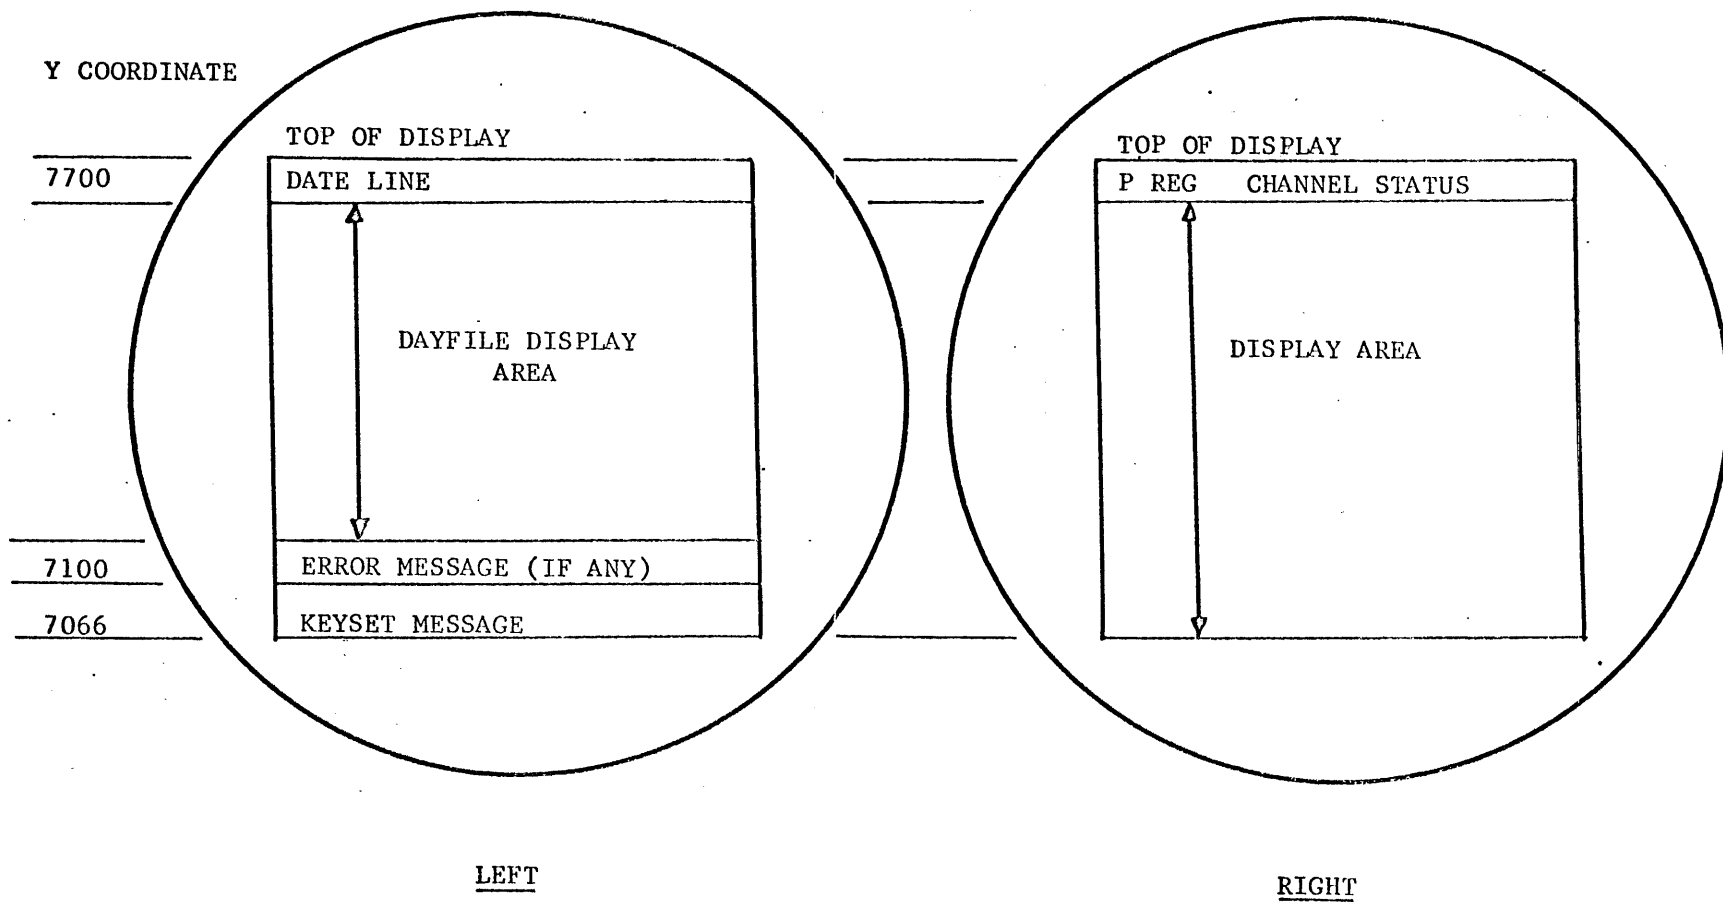 Y COORDINATE
TOP OF DISPLAY
7700
DATE LINE
DAYFILE DISPLAY
AREA
7100
ERROR MESSAGE (IF ANY)
7066
KEYSET MESSAGE
LEFT
TOP OF DISPLAY
P REG CHANNEL STATUS
DISPLAY AREA
RIGHT